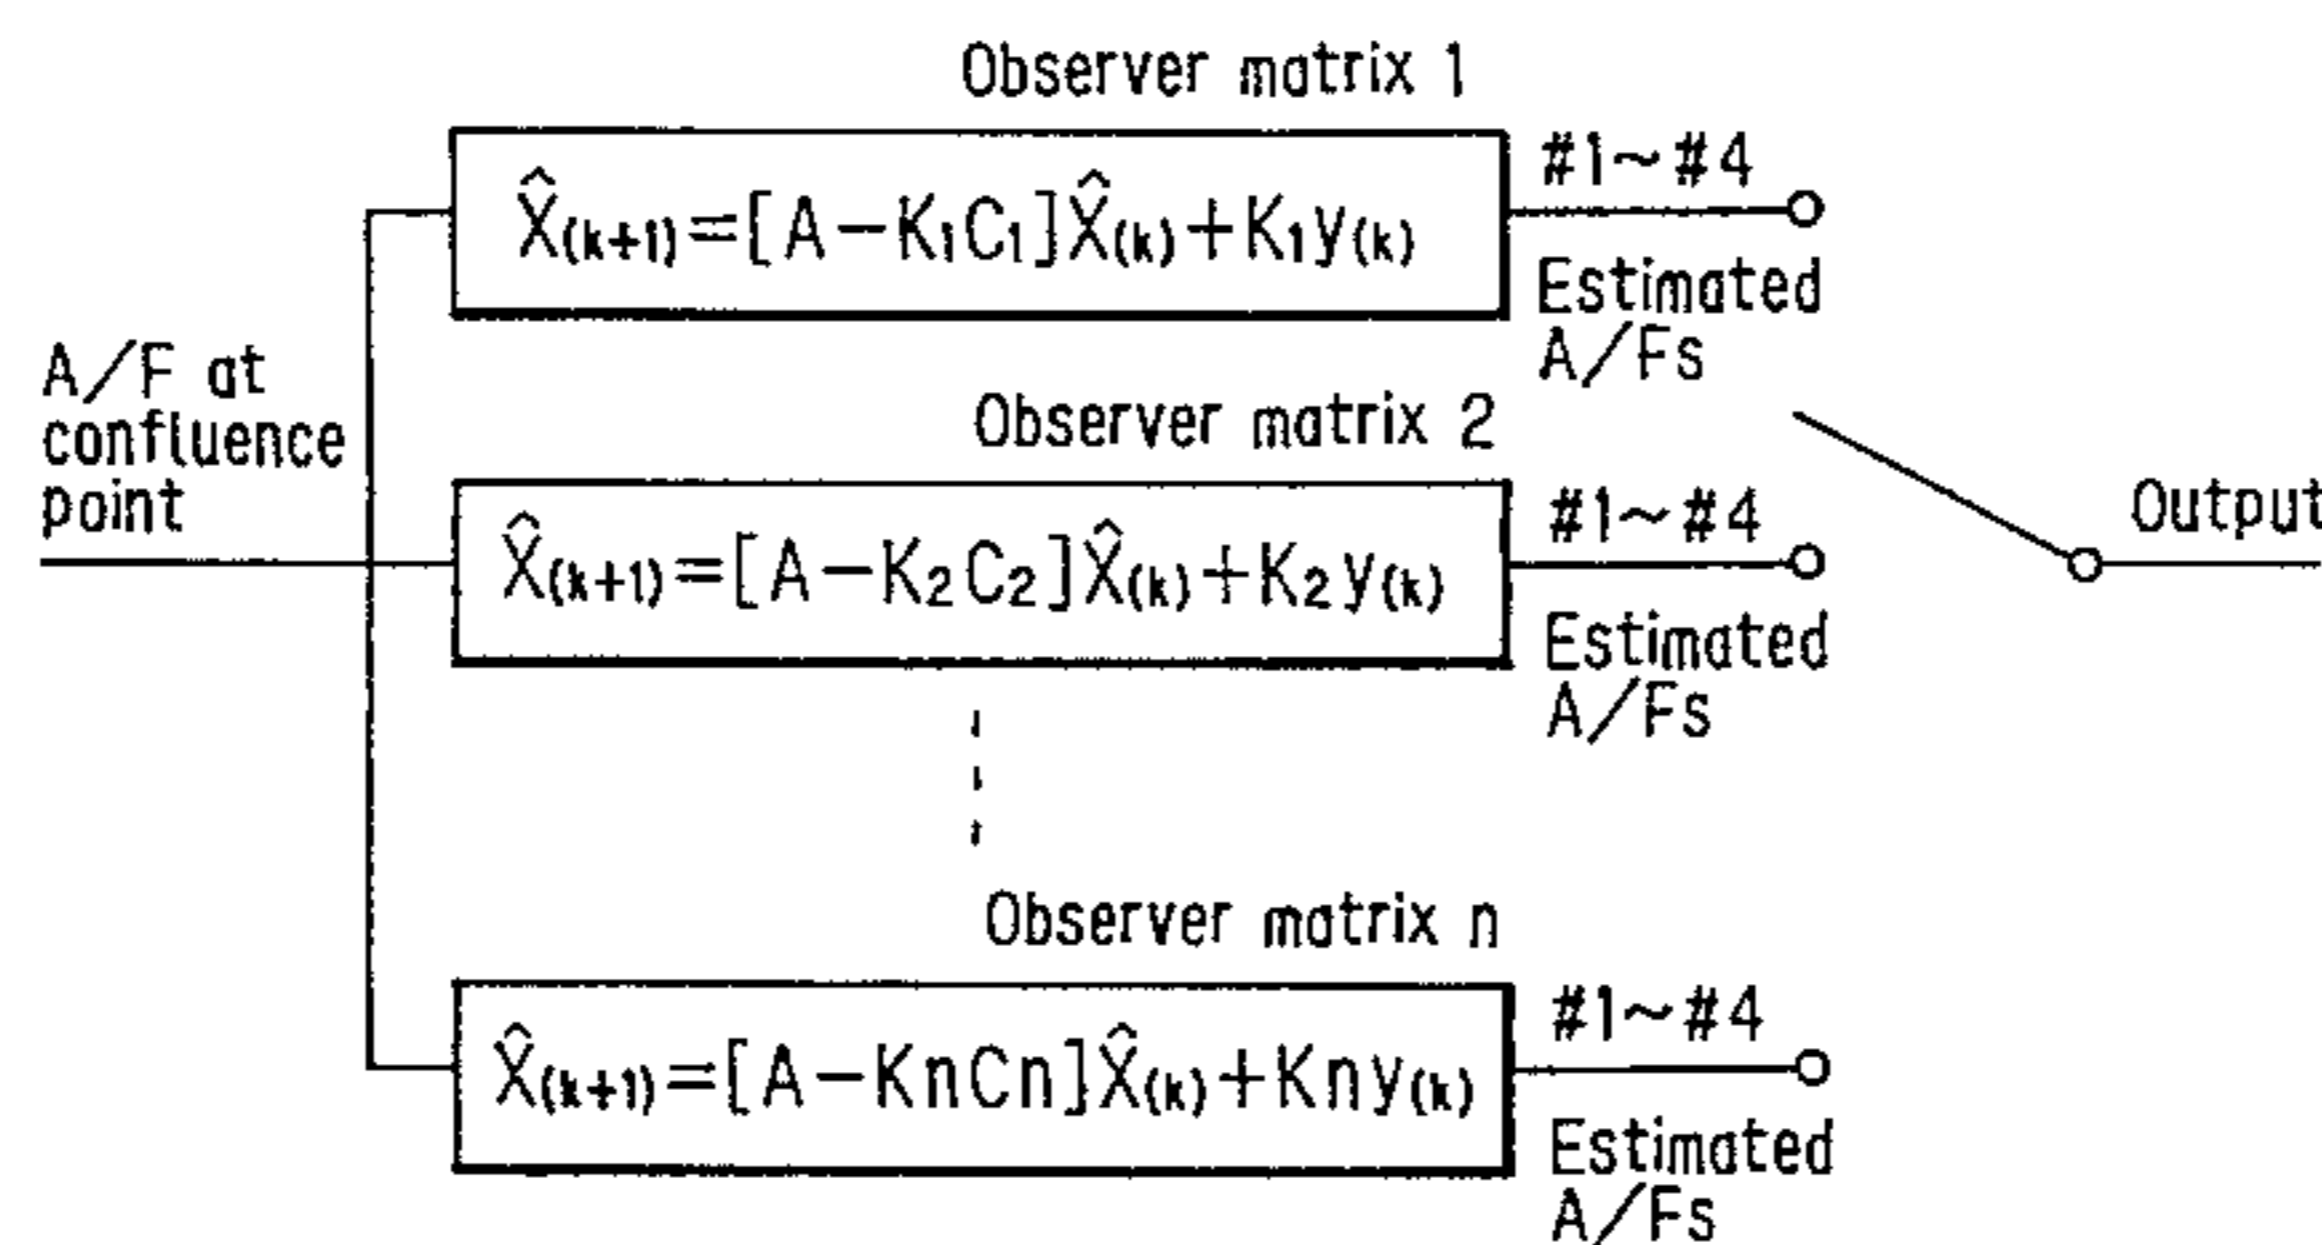 Observer matrix 1
X̂(k+1)=[A-K1C1]X̂(k)+K1y(k)
#1~#4
Estimated
A/Fs
A/F at
confluence
point
Observer matrix 2
X̂(k+1)=[A-K2C2]X̂(k)+K2y(k)
#1~#4
Estimated
A/Fs
Output
Observer matrix n
X̂(k+1)=[A-KnCn]X̂(k)+Kny(k)
#1~#4
Estimated
A/Fs